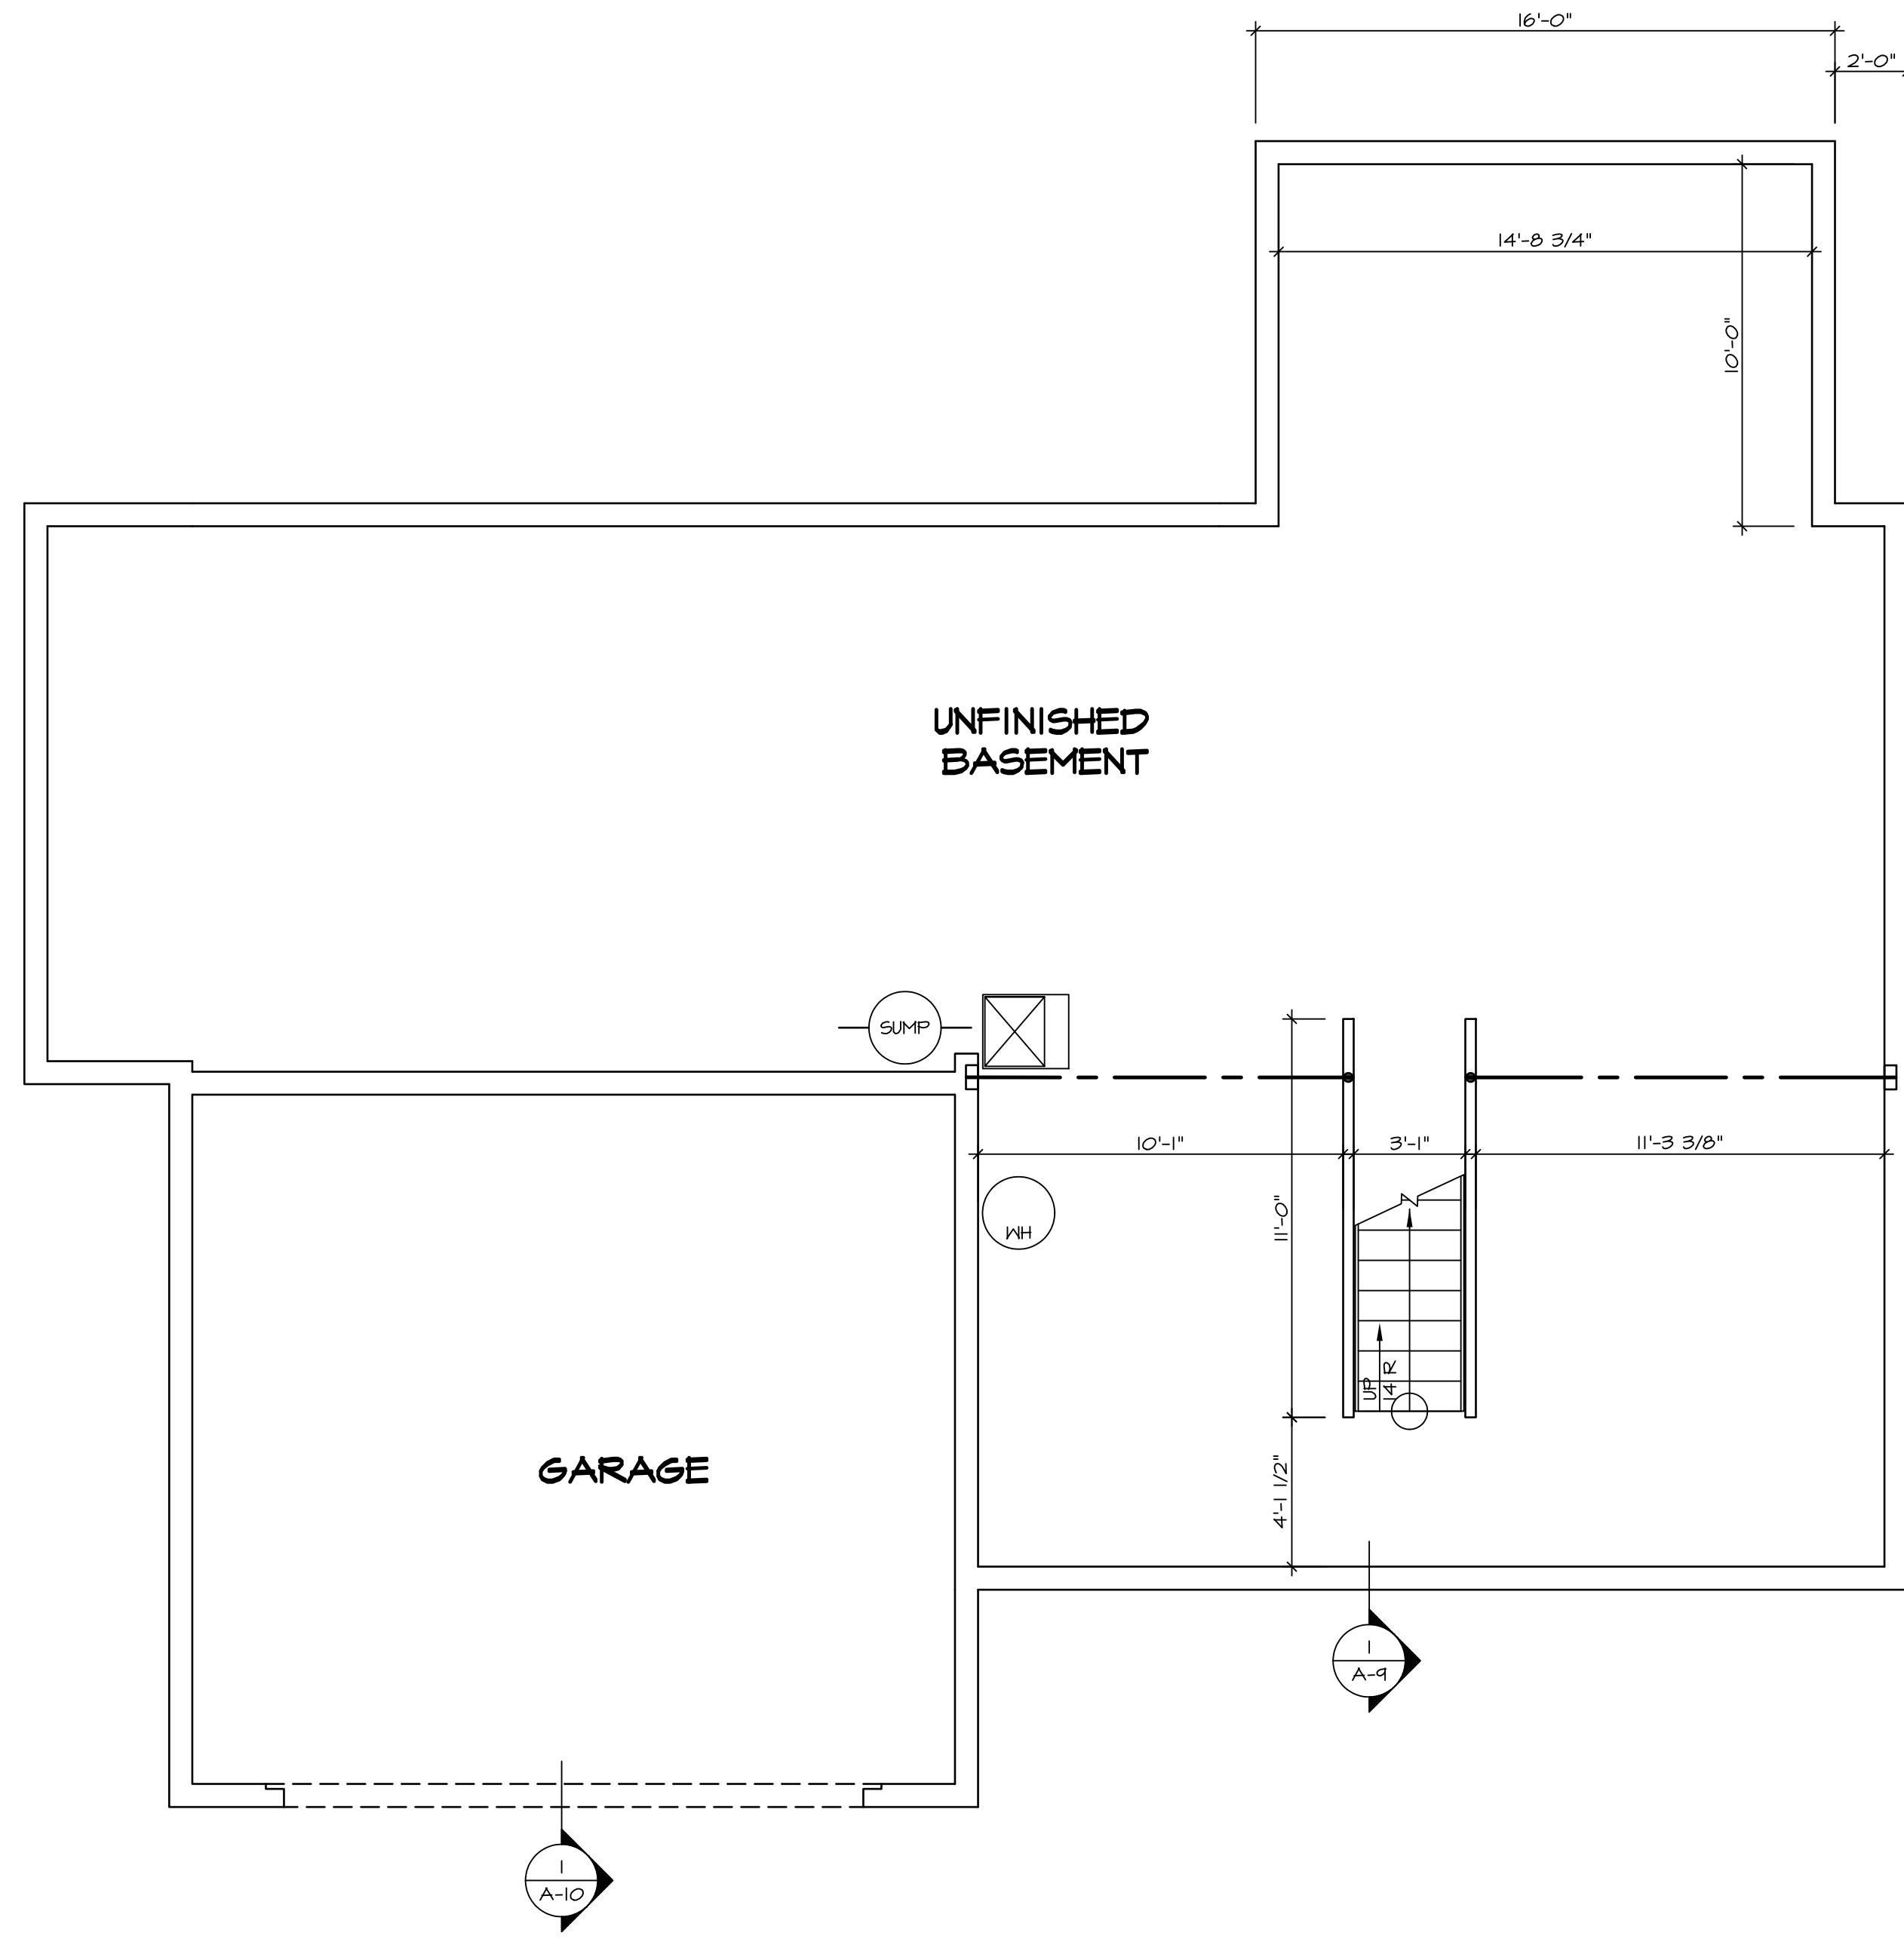 16'-0"
2'-0"
14'-8 3/4"
10'-0"
UNFINISHED
BASEMENT
SUMP
10'-1"
3'-1"
11'-3 3/8"
11'-0"
WH
UP
14 R
GARAGE
4'-1 1/2"
1
A-9
1
A-10